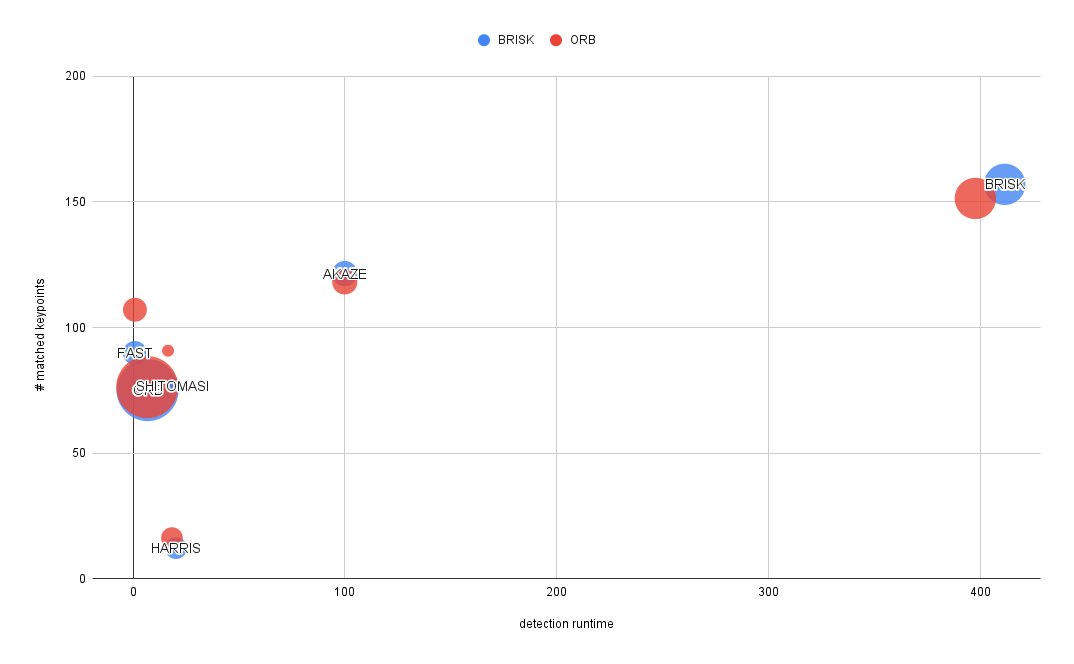 BRISK
ORB
200
150
100
50
0
# matched keypoints
BRISK
AKAZE
FAST
SHITOMASI
ORB
HARRIS
0
100
200
300
400
detection runtime